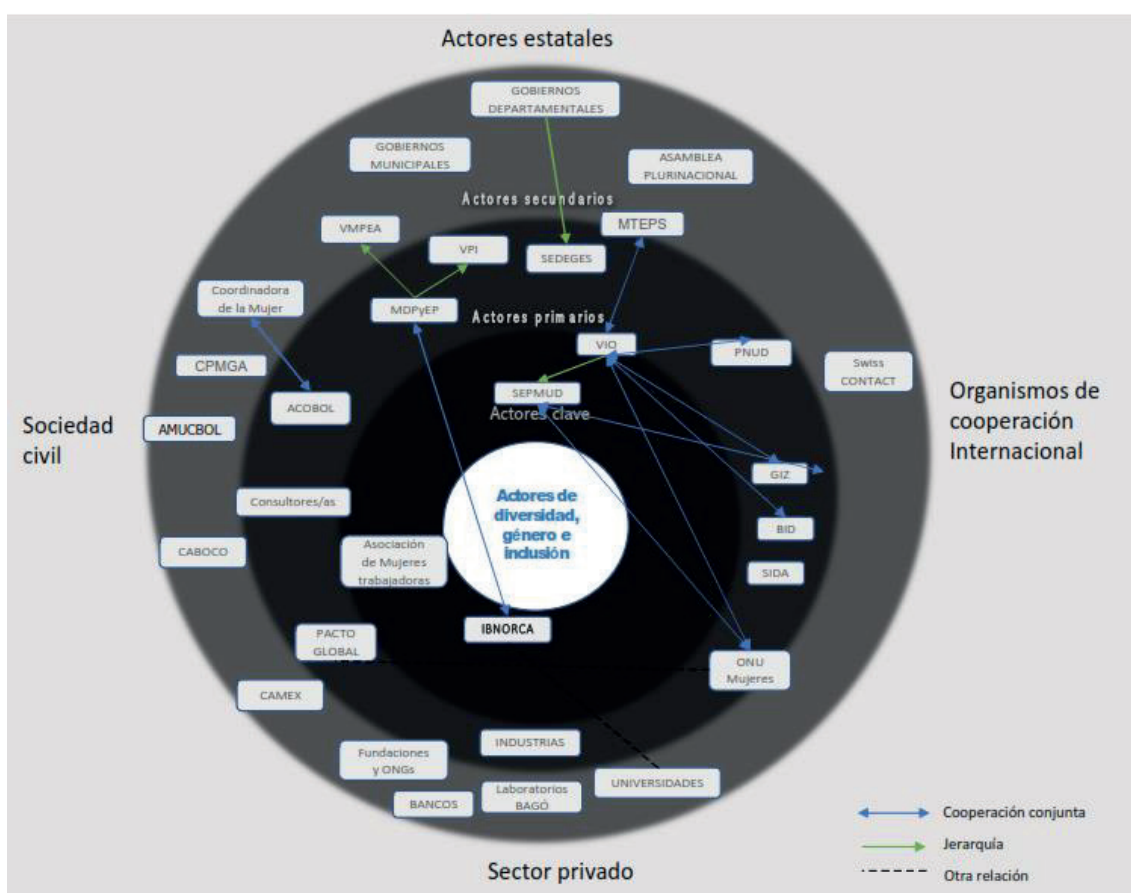 Actores estatales
GOBIERNOS
DEPARTAMENTALES
GOBIERNOS
MUNICIPALES
ASAMBLEA
PLURINACIONAL
Actores secundarios
VMPEA
MTEPS
VPI
SEDEGES
Coordinadora
de la Mujer
MDPyEP
Actores primarios
VIO
PNUD
Swiss
CONTACT
CPMGA
SEPMUD
ACOBOL
Actores clave
Organismos de
cooperación
Internacional
Sociedad
civil
AMUCBOL
GIZ
Consultores/as
Actores de
diversidad,
género e
inclusión
BID
CABOCO
Asociación
de Mujeres
trabajadoras
SIDA
IBNORCA
PACTO
GLOBAL
ONU
Mujeres
CAMEX
INDUSTRIAS
Fundaciones
y ONGs
UNIVERSIDADES
Laboratorios
BAGÓ
BANCOS
Sector privado
Cooperación conjunta
Jerarquía
Otra relación